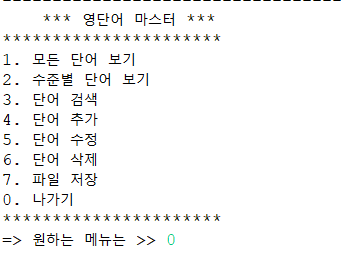 *** 영단어 마스터 ***
**********************
1. 모든 단어 보기
2. 수준별 단어 보기
3. 단어 검색
4. 단어 추가
5. 단어 수정
6. 단어 삭제
7. 파일 저장
0. 나가기
**********************
=> 원하는 메뉴는 >> 0